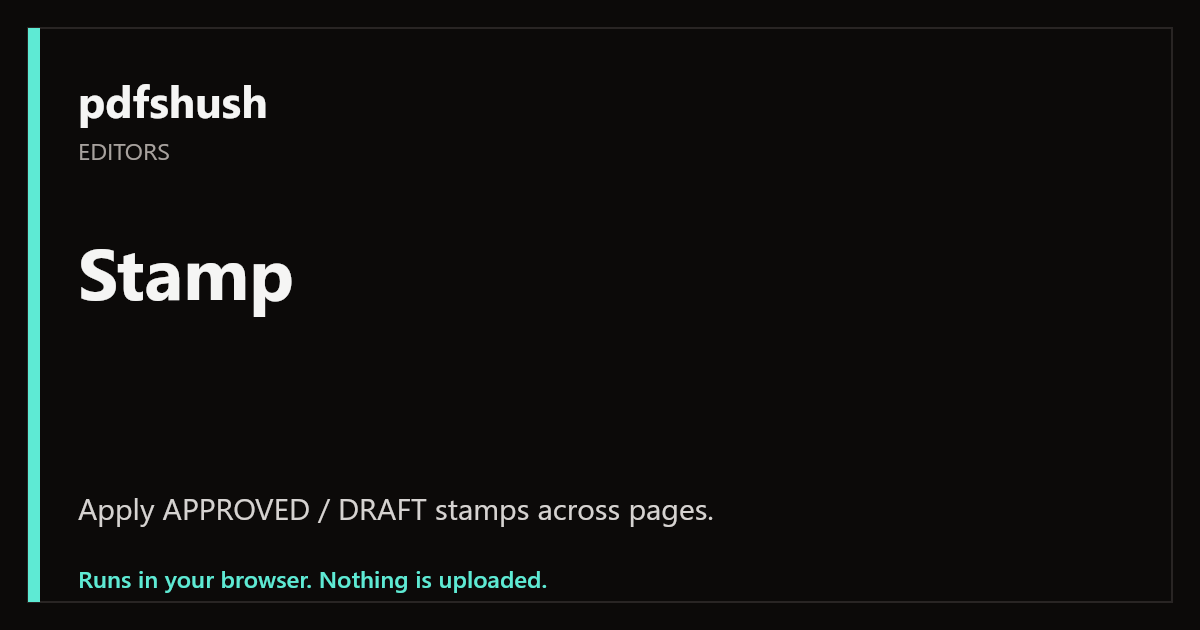 pdfshush
EDITORS
Stamp
Apply APPROVED / DRAFT stamps across pages.
Runs in your browser. Nothing is uploaded.